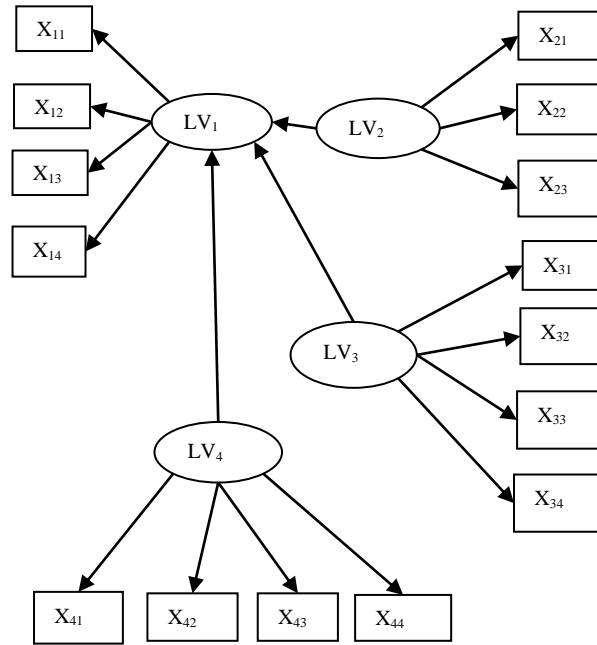 X₁₁
X₁₂
X₁₃
X₁₄
LV₁
LV₂
X₂₁
X₂₂
X₂₃
LV₃
X₃₁
X₃₂
X₃₃
X₃₄
LV₄
X₄₁
X₄₂
X₄₃
X₄₄